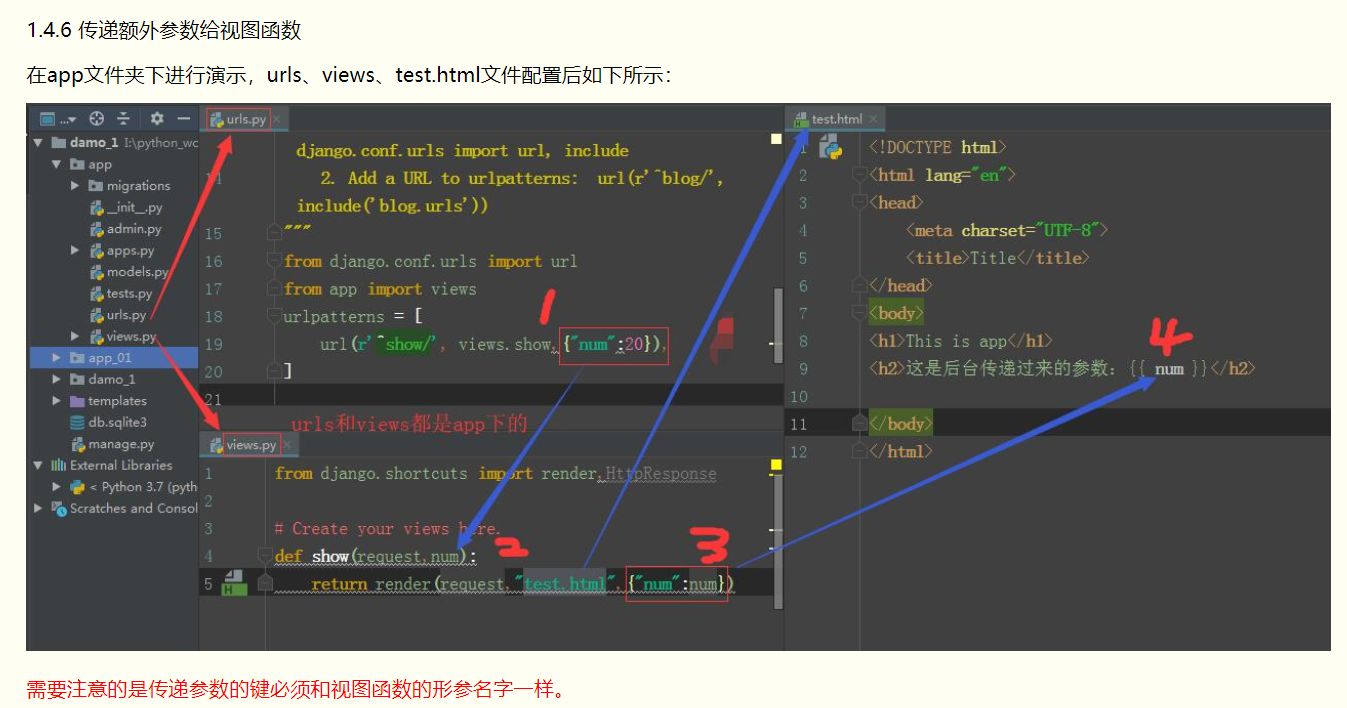 1.4.6 传递额外参数给视图函数
在app文件夹下进行演示，urls、views、test.html文件配置后如下所示：
...
damo_1 I:\python_wc
app
migrations
__init__.py
admin.py
apps.py
models.py
tests.py
urls.py
views.py
app_01
damo_1
templates
db.sqlite3
manage.py
External Libraries
< Python 3.7 (pyth
Scratches and Consol
urls.py
django.conf.urls import url, include
14 2. Add a URL to urlpatterns: url(r'^blog/',
include('blog.urls'))
15 """
16 from django.conf.urls import url
17 from app import views
18 urlpatterns = [
19 url(r'^show/', views.show,{"num":20}),
20 ]
21
1
urls和views都是app下的
views.py
1 from django.shortcuts import render,HttpResponse
2
3 # Create your views here.
4 def show(request,num):
5 return render(request,"test.html",{"num":num})
2
3
test.html
1 <!DOCTYPE html>
2 <html lang="en">
3 <head>
4 <meta charset="UTF-8">
5 <title>Title</title>
6 </head>
7 <body>
8 <h1>This is app</h1>
9 <h2>这是后台传递过来的参数：{{ num }}</h2>
10
11 </body>
12 </html>
4
需要注意的是传递参数的键必须和视图函数的形参名字一样。